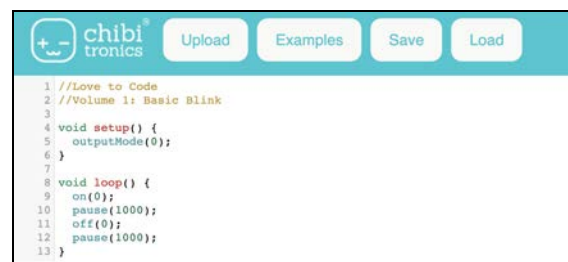 chibi
tronics
Upload
Examples
Save
Load
1 //Love to Code
2 //Volume 1: Basic Blink
3
4 void setup() {
5   outputMode(0);
6 }
7
8 void loop() {
9   on(0);
10   pause(1000);
11   off(0);
12   pause(1000);
13 }